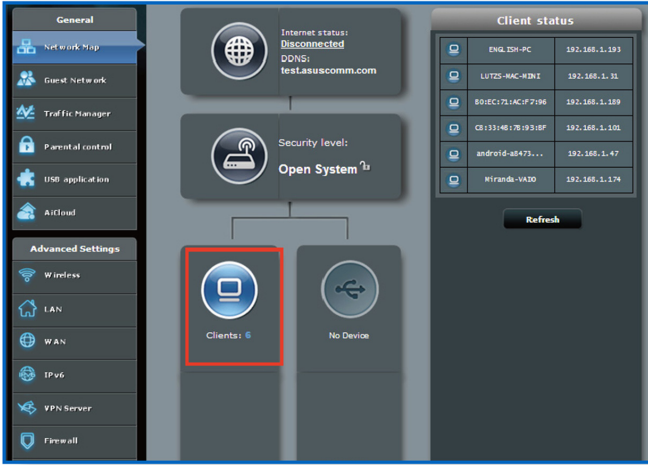 General
Network Map
Guest Network
Traffic Manager
Parental control
USB application
AiCloud
Advanced Settings
Wireless
LAN
WAN
IPv6
VPN Server
Firewall
Internet status:
Disconnected
DDNS:
test.asuscomm.com
Security level:
Open System
Clients: 6
No Device
Client status
ENGLISH-PC 192.168.1.193
LUTZS-MAC-MINI 192.168.1.31
80:EC:71:AC:F7:96 192.168.1.189
C8:33:4B:7B:93:BF 192.168.1.101
android-a8473... 192.168.1.47
Miranda-VAIO 192.168.1.174
Refresh